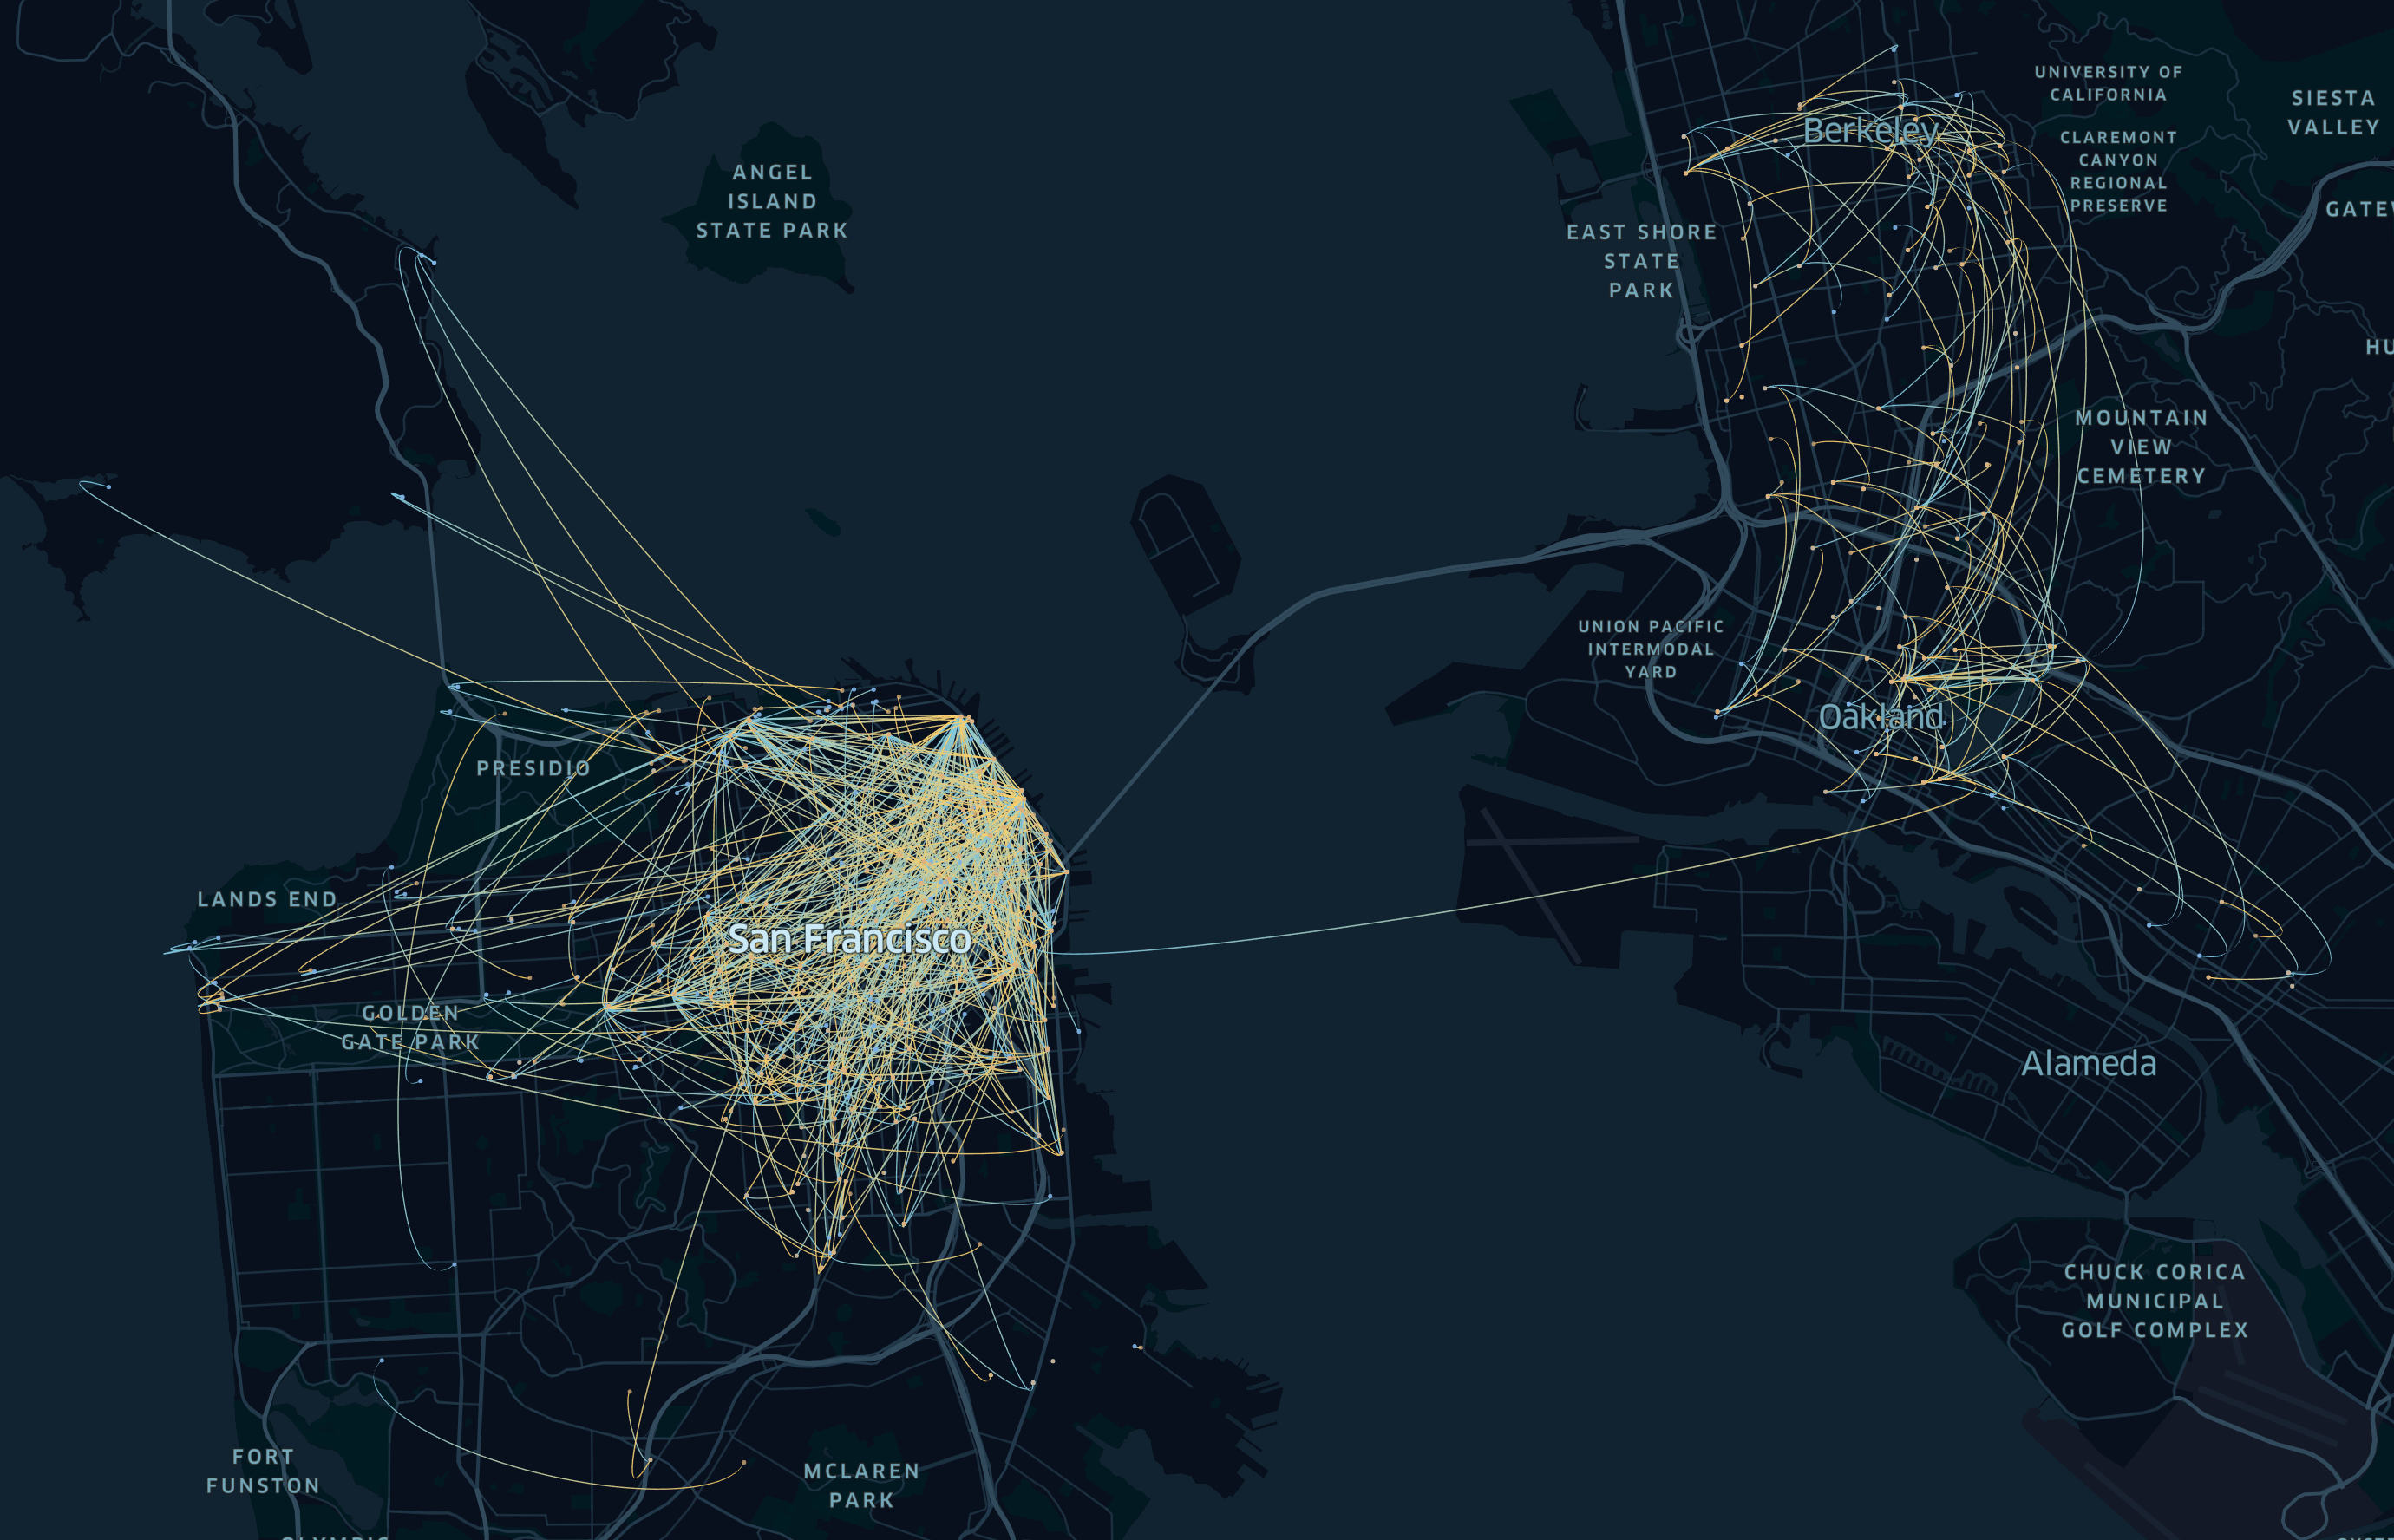 UNIVERSITY OF
CALIFORNIA
SIESTA
VALLEY
Berkeley
CLAREMONT
CANYON
REGIONAL
PRESERVE
ANGEL
ISLAND
STATE PARK
EAST SHORE
STATE
PARK
MOUNTAIN
VIEW
CEMETERY
UNION PACIFIC
INTERMODAL
YARD
Oakland
PRESIDIO
LANDS END
San Francisco
GOLDEN
GATE PARK
Alameda
CHUCK CORICA
MUNICIPAL
GOLF COMPLEX
FORT
FUNSTON
MCLAREN
PARK